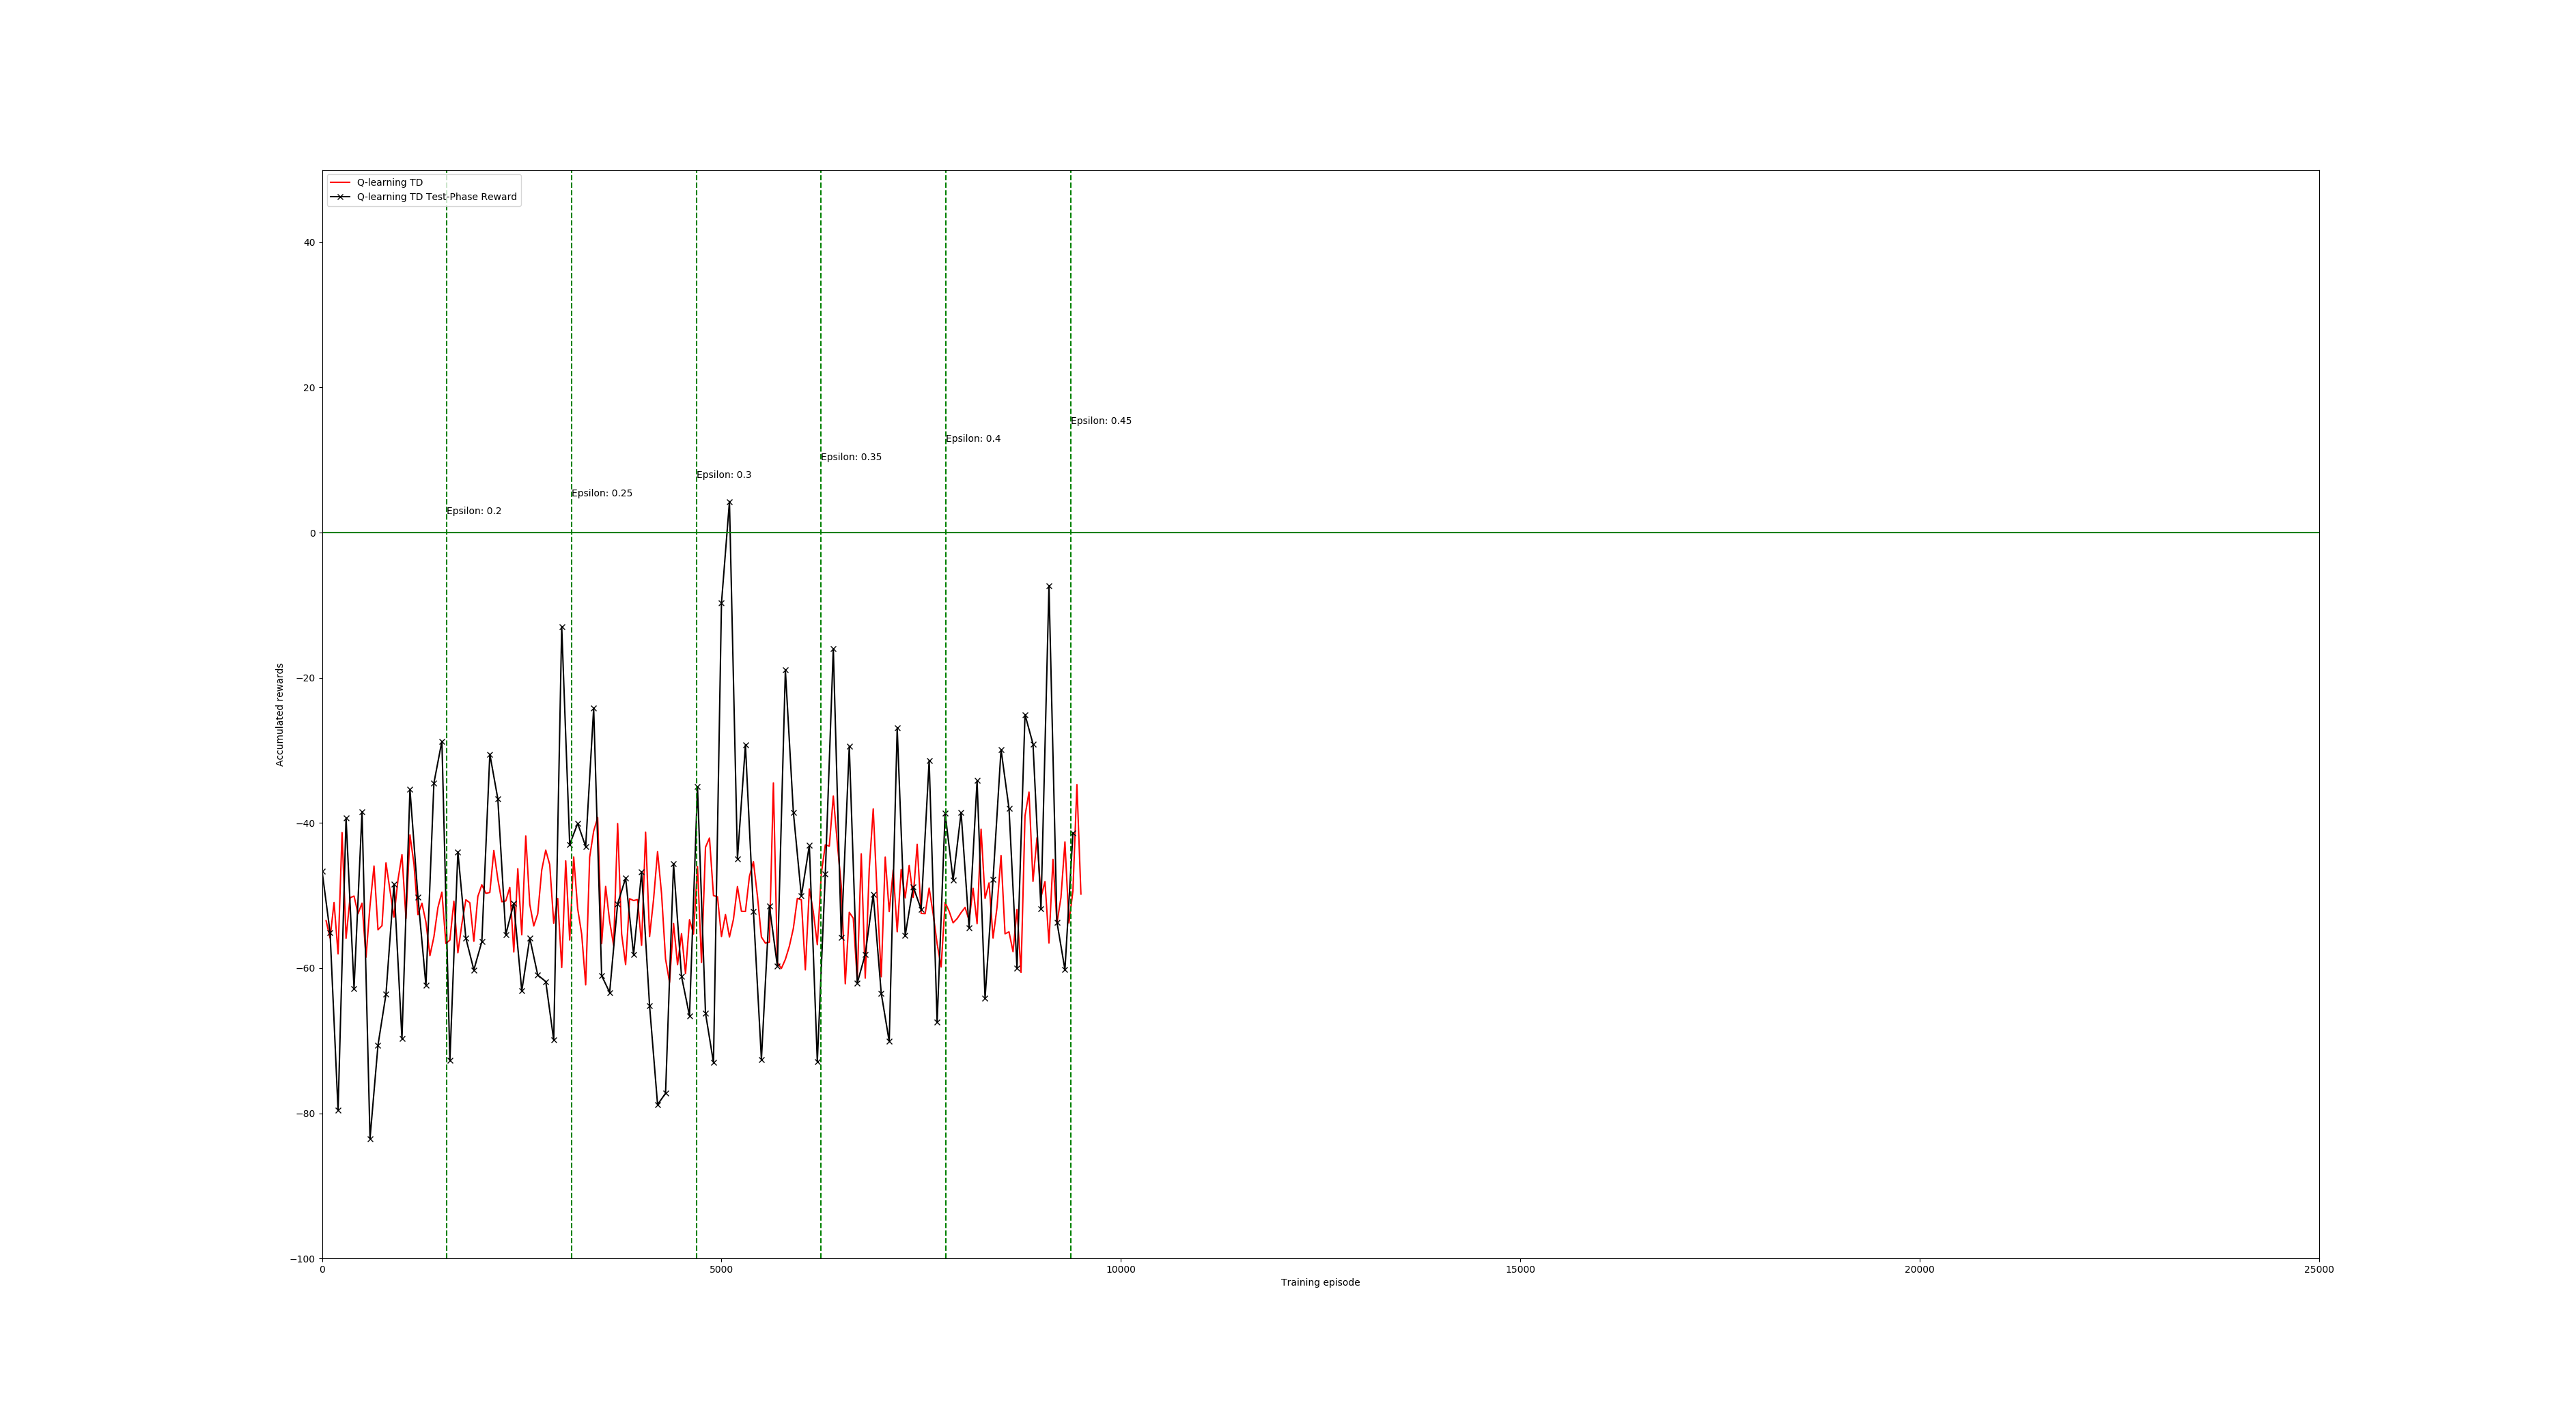 Q-learning TD
Q-learning TD Test-Phase Reward
40
20
0
−20
−40
−60
−80
−100
Accumulated rewards
Epsilon: 0.2
Epsilon: 0.25
Epsilon: 0.3
Epsilon: 0.35
Epsilon: 0.4
Epsilon: 0.45
0
5000
10000
15000
20000
25000
Training episode